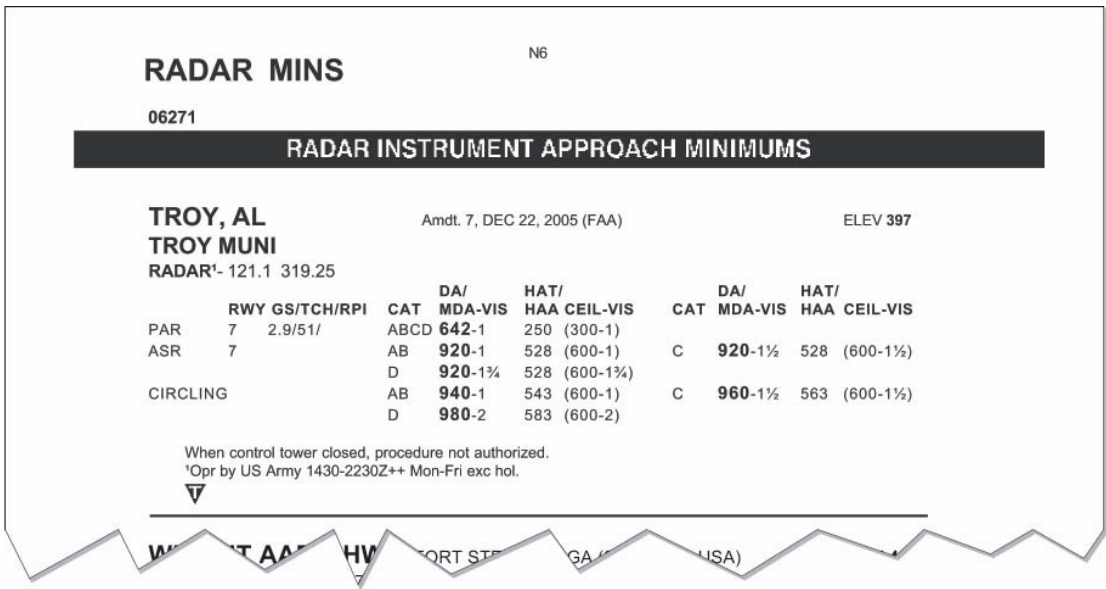 N6
RADAR MINS
06271
RADAR INSTRUMENT APPROACH MINIMUMS
TROY, AL Amdt. 7, DEC 22, 2005 (FAA) ELEV 397
TROY MUNI
RADAR¹- 121.1 319.25
DA/ HAT/ DA/ HAT/
RWY GS/TCH/RPI CAT MDA-VIS HAA CEIL-VIS CAT MDA-VIS HAA CEIL-VIS
PAR 7 2.9/51/ ABCD 642-1 250 (300-1)
ASR 7 AB 920-1 528 (600-1) C 920-1½ 528 (600-1½)
D 920-1¾ 528 (600-1¾)
CIRCLING AB 940-1 543 (600-1) C 960-1½ 563 (600-1½)
D 980-2 583 (600-2)
When control tower closed, procedure not authorized.
¹Opr by US Army 1430-2230Z++ Mon-Fri exc hol.
T
GA